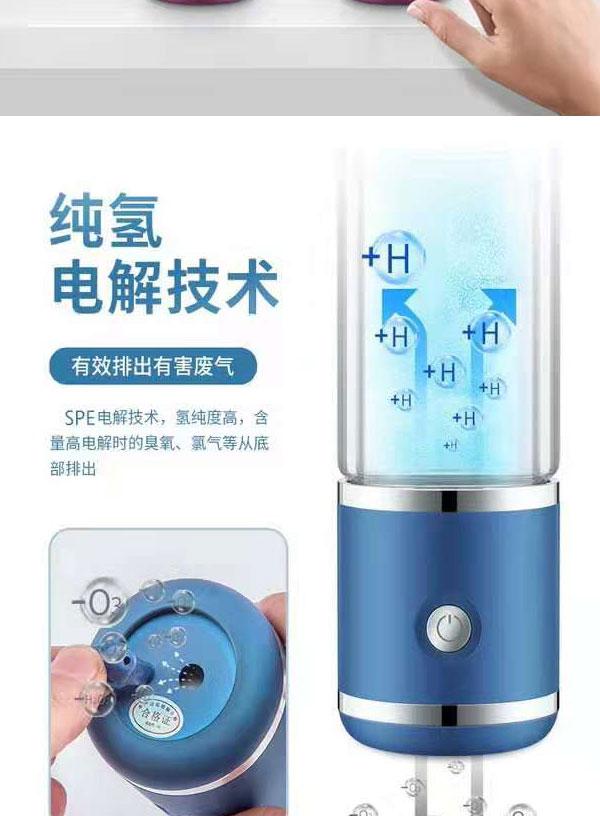 纯氢
电解技术
有效排出有害废气
SPE电解技术，氢纯度高，含
量高电解时的臭氧、氯气等从底
部排出
+H
+H
+H
+H
+H
+H
+H
+H
-O3
合格证